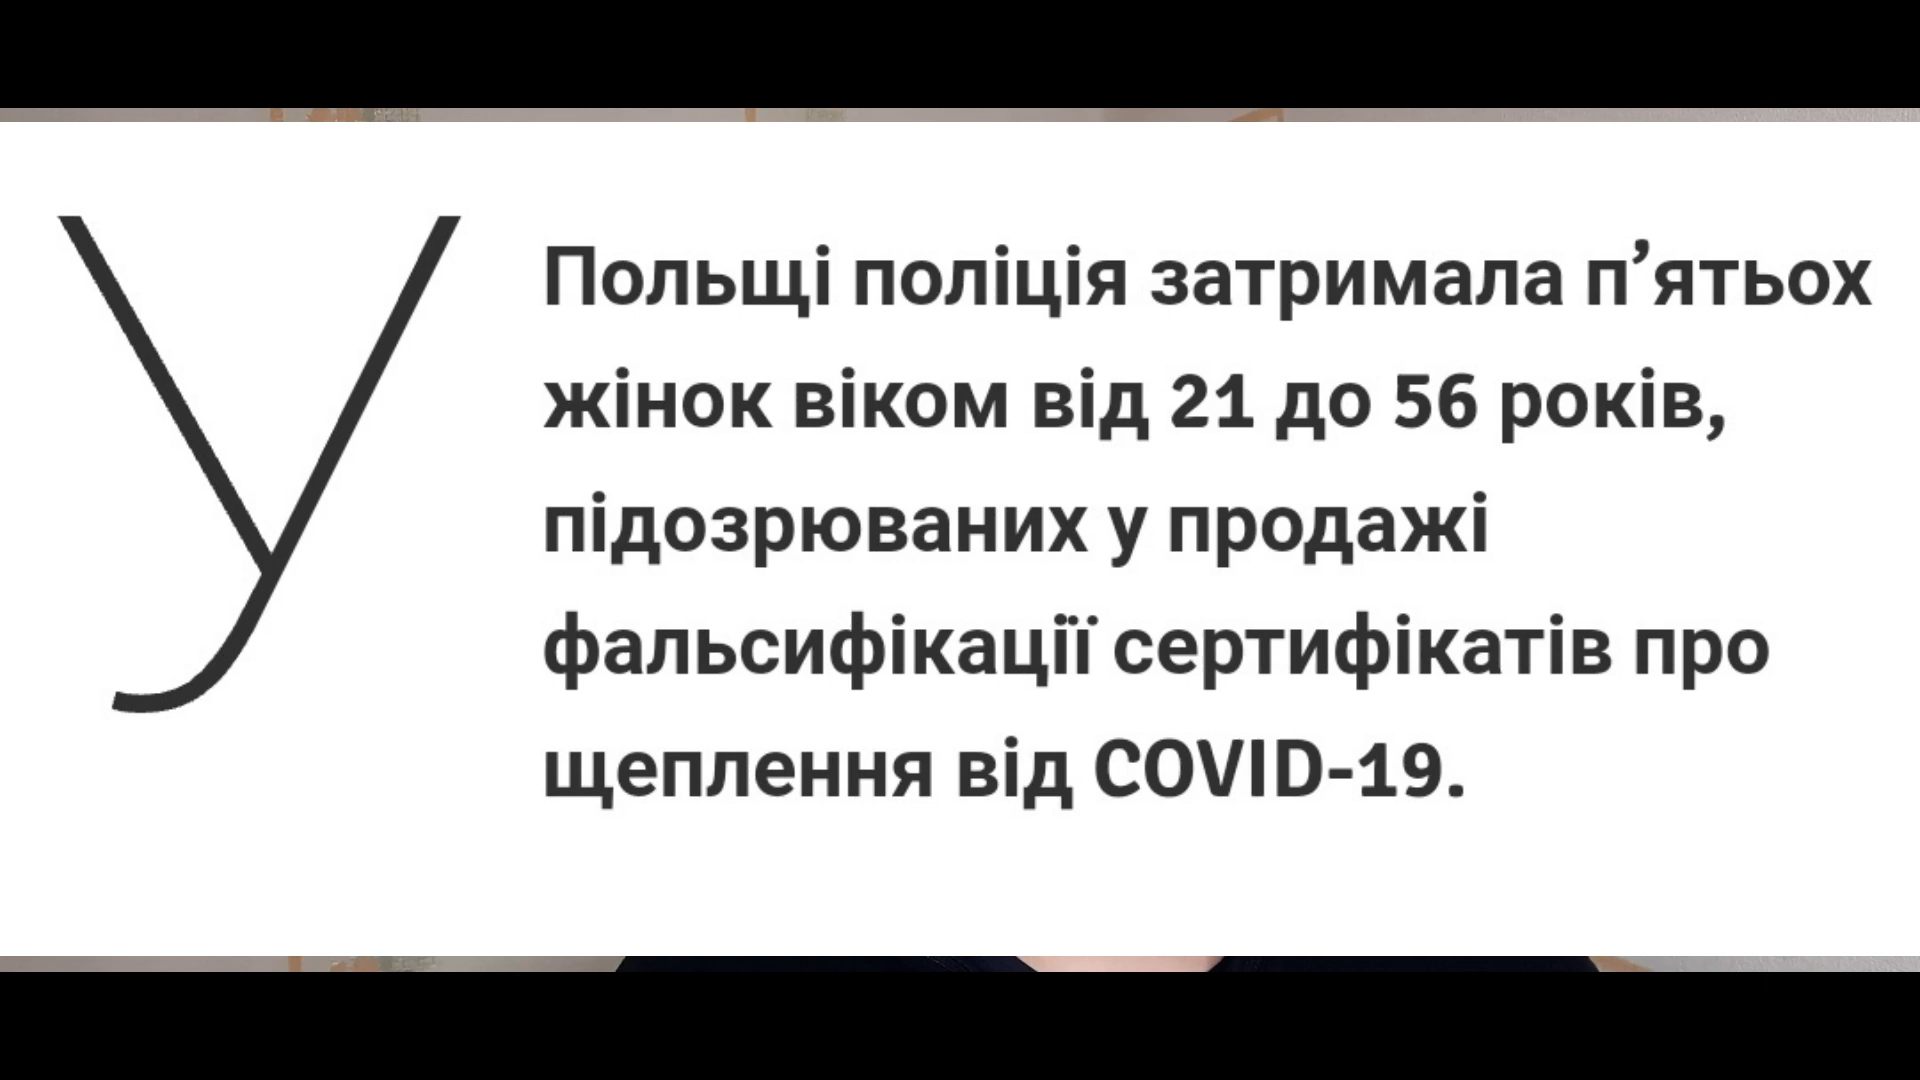 У Польщі поліція затримала п’ятьох
жінок віком від 21 до 56 років,
підозрюваних у продажі
фальсифікації сертифікатів про
щеплення від COVID-19.